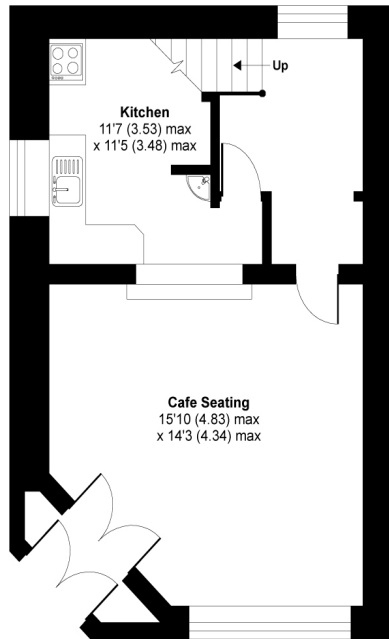 Up
Kitchen
11'7 (3.53) max
x 11'5 (3.48) max
Cafe Seating
15'10 (4.83) max
x 14'3 (4.34) max